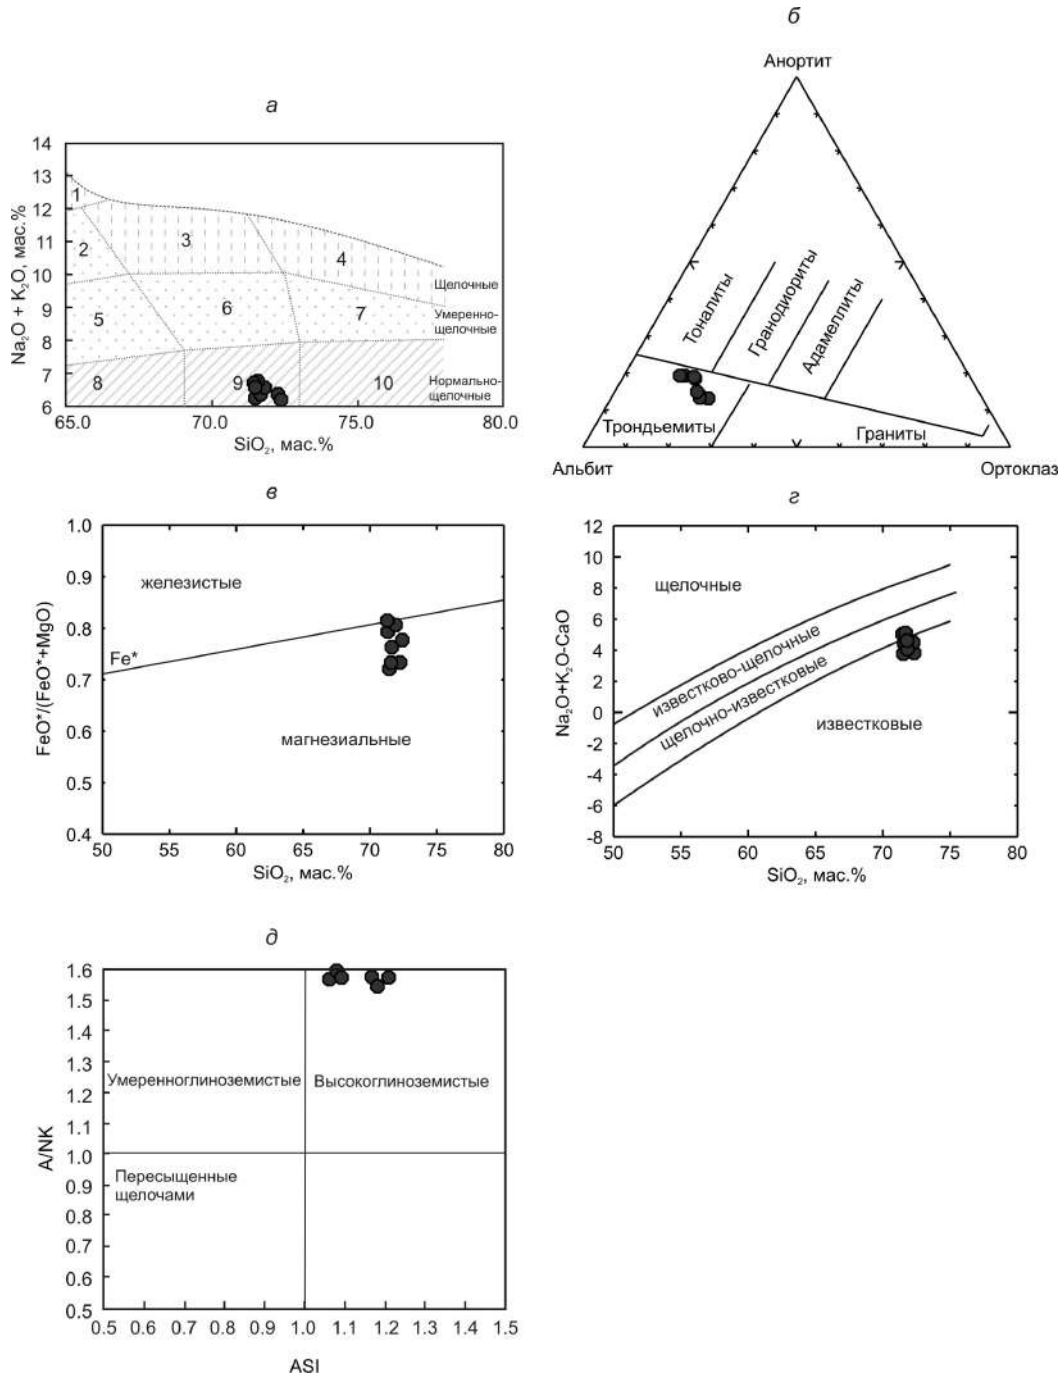 а
14
13
12
11
10
9
8
7
6
Na₂O + K₂O, мас.%
1
2
3
4
5
6
7
8
9
10
Щелочные
Умеренно-
щелочные
Нормально-
щелочные
65.0
70.0
75.0
80.0
SiO₂, мас.%
б
Анортит
Тоналиты
Гранодиориты
Адамеллиты
Трондьемиты
Граниты
Альбит
Ортоклаз
в
1.0
0.9
0.8
0.7
0.6
0.5
0.4
FeO*/(FeO*+MgO)
железистые
Fe*
магнезиальные
50
55
60
65
70
75
80
SiO₂, мас.%
г
12
10
8
6
4
2
0
-2
-4
-6
-8
Na₂O+K₂O-CaO
щелочные
известково-щелочные
щелочно-известковые
известковые
50
55
60
65
70
75
80
SiO₂, мас.%
д
1.6
1.5
1.4
1.3
1.2
1.1
1.0
0.9
0.8
0.7
0.6
0.5
A/NK
Умеренноглиноземистые
Высокоглиноземистые
Пересыщенные
щелочами
0.5
0.6
0.7
0.8
0.9
1.0
1.1
1.2
1.3
1.4
1.5
ASI